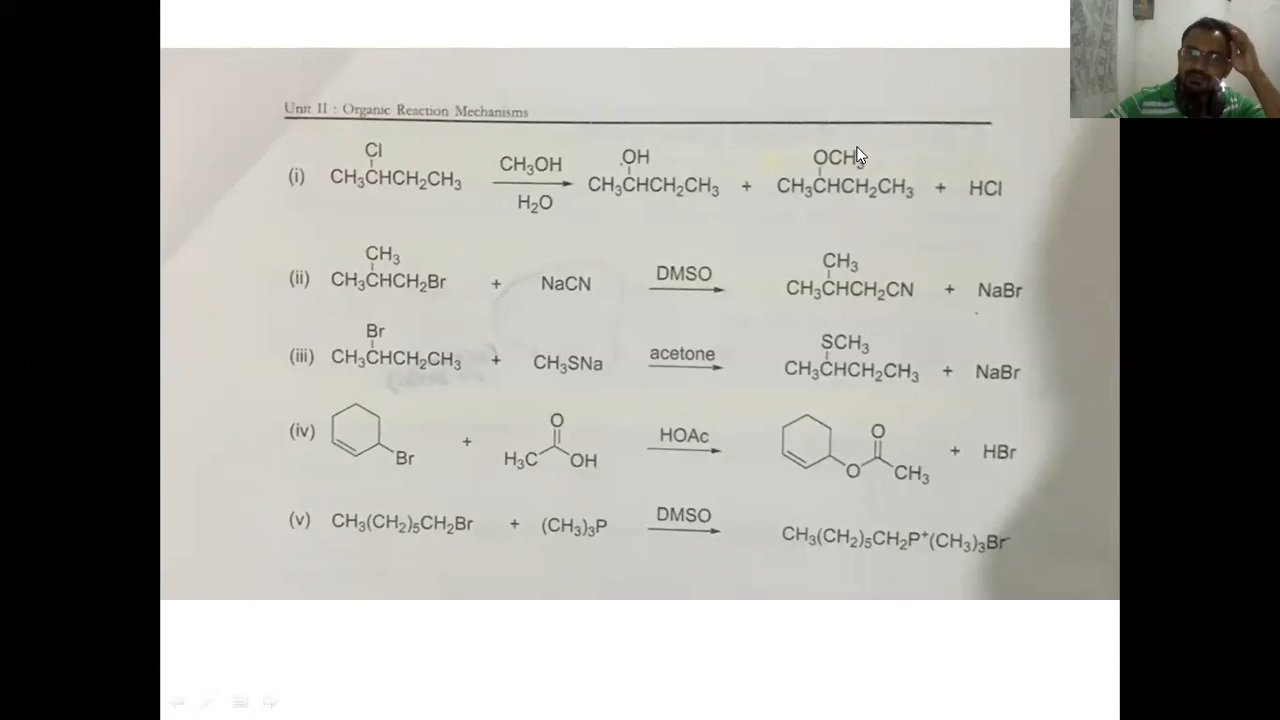 Unit II : Organic Reaction Mechanisms
Cl
(i) CH₃CHCH₂CH₃ CH₃OH H₂O OH CH₃CHCH₂CH₃ + OCH₃ CH₃CHCH₂CH₃ + HCl
CH₃
(ii) CH₃CHCH₂Br + NaCN DMSO CH₃ CH₃CHCH₂CN + NaBr
Br
(iii) CH₃CHCH₂CH₃ + CH₃SNa acetone SCH₃ CH₃CHCH₂CH₃ + NaBr
(iv) Br + O H₃C OH HOAc O O CH₃ + HBr
(v) CH₃(CH₂)₅CH₂Br + (CH₃)₃P DMSO CH₃(CH₂)₅CH₂P⁺(CH₃)₃Br⁻